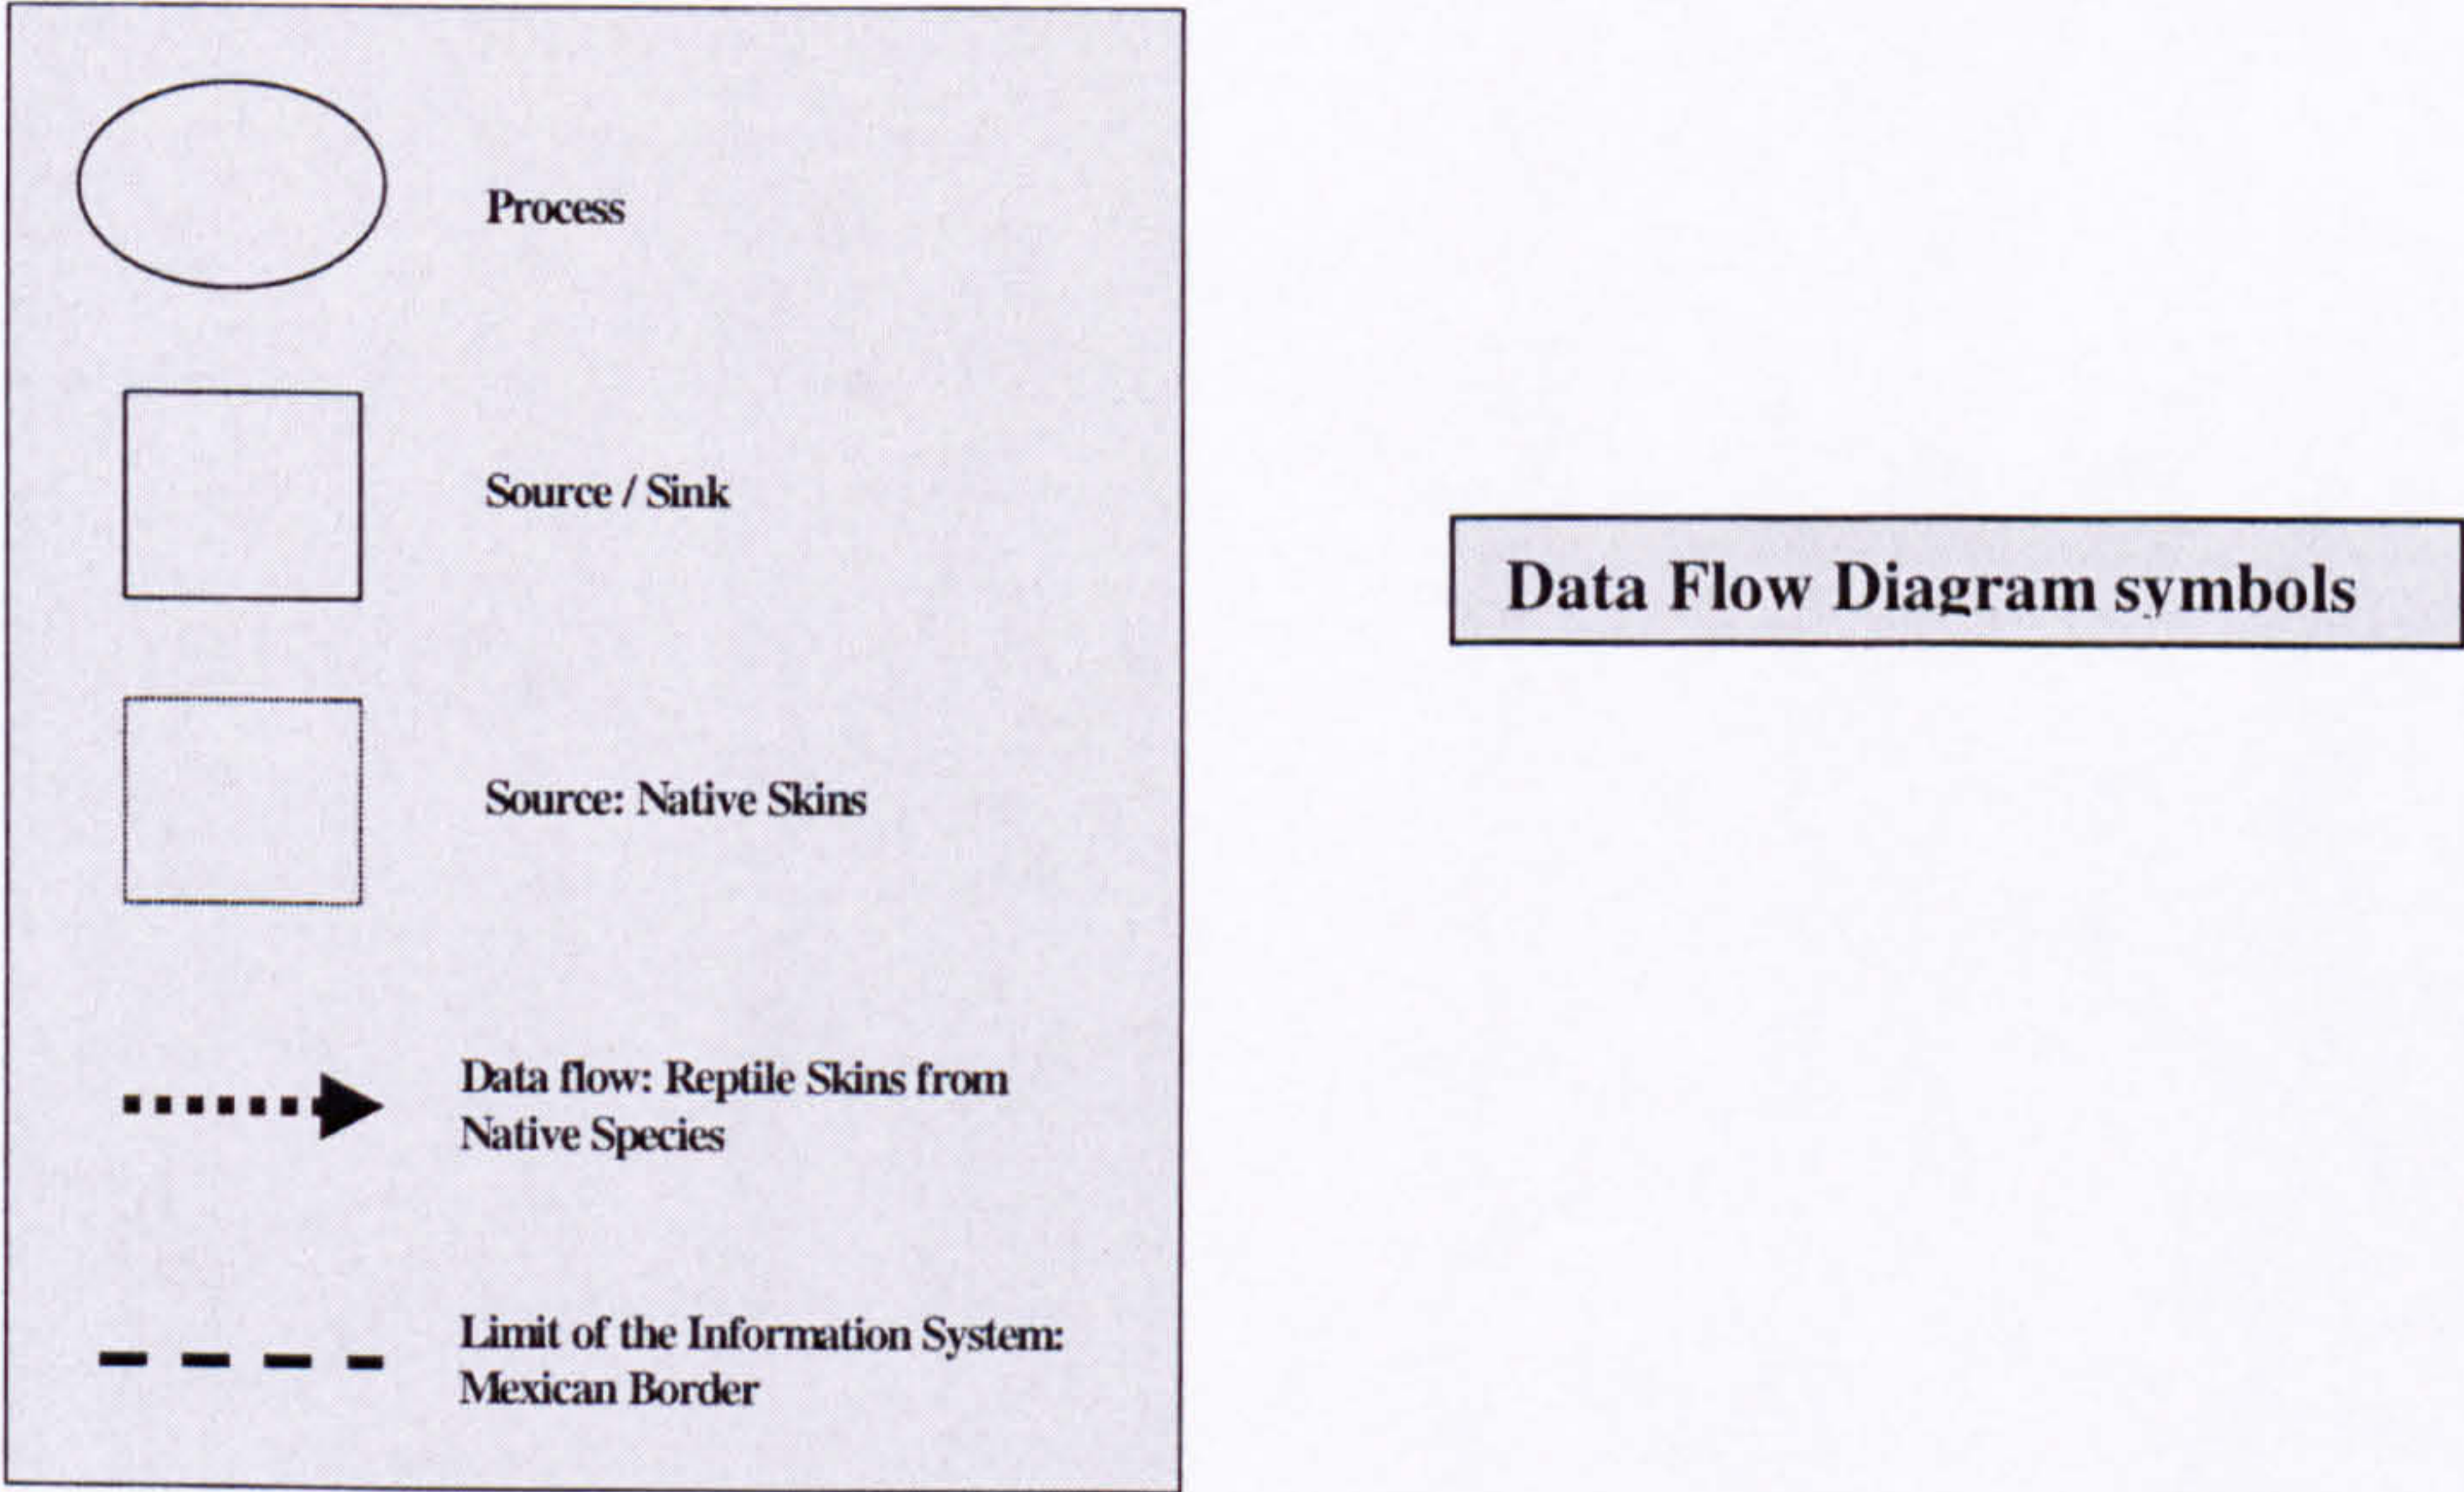 Process
Source / Sink
Source: Native Skins
Data flow: Reptile Skins from
Native Species
Limit of the Information System:
Mexican Border
Data Flow Diagram symbols